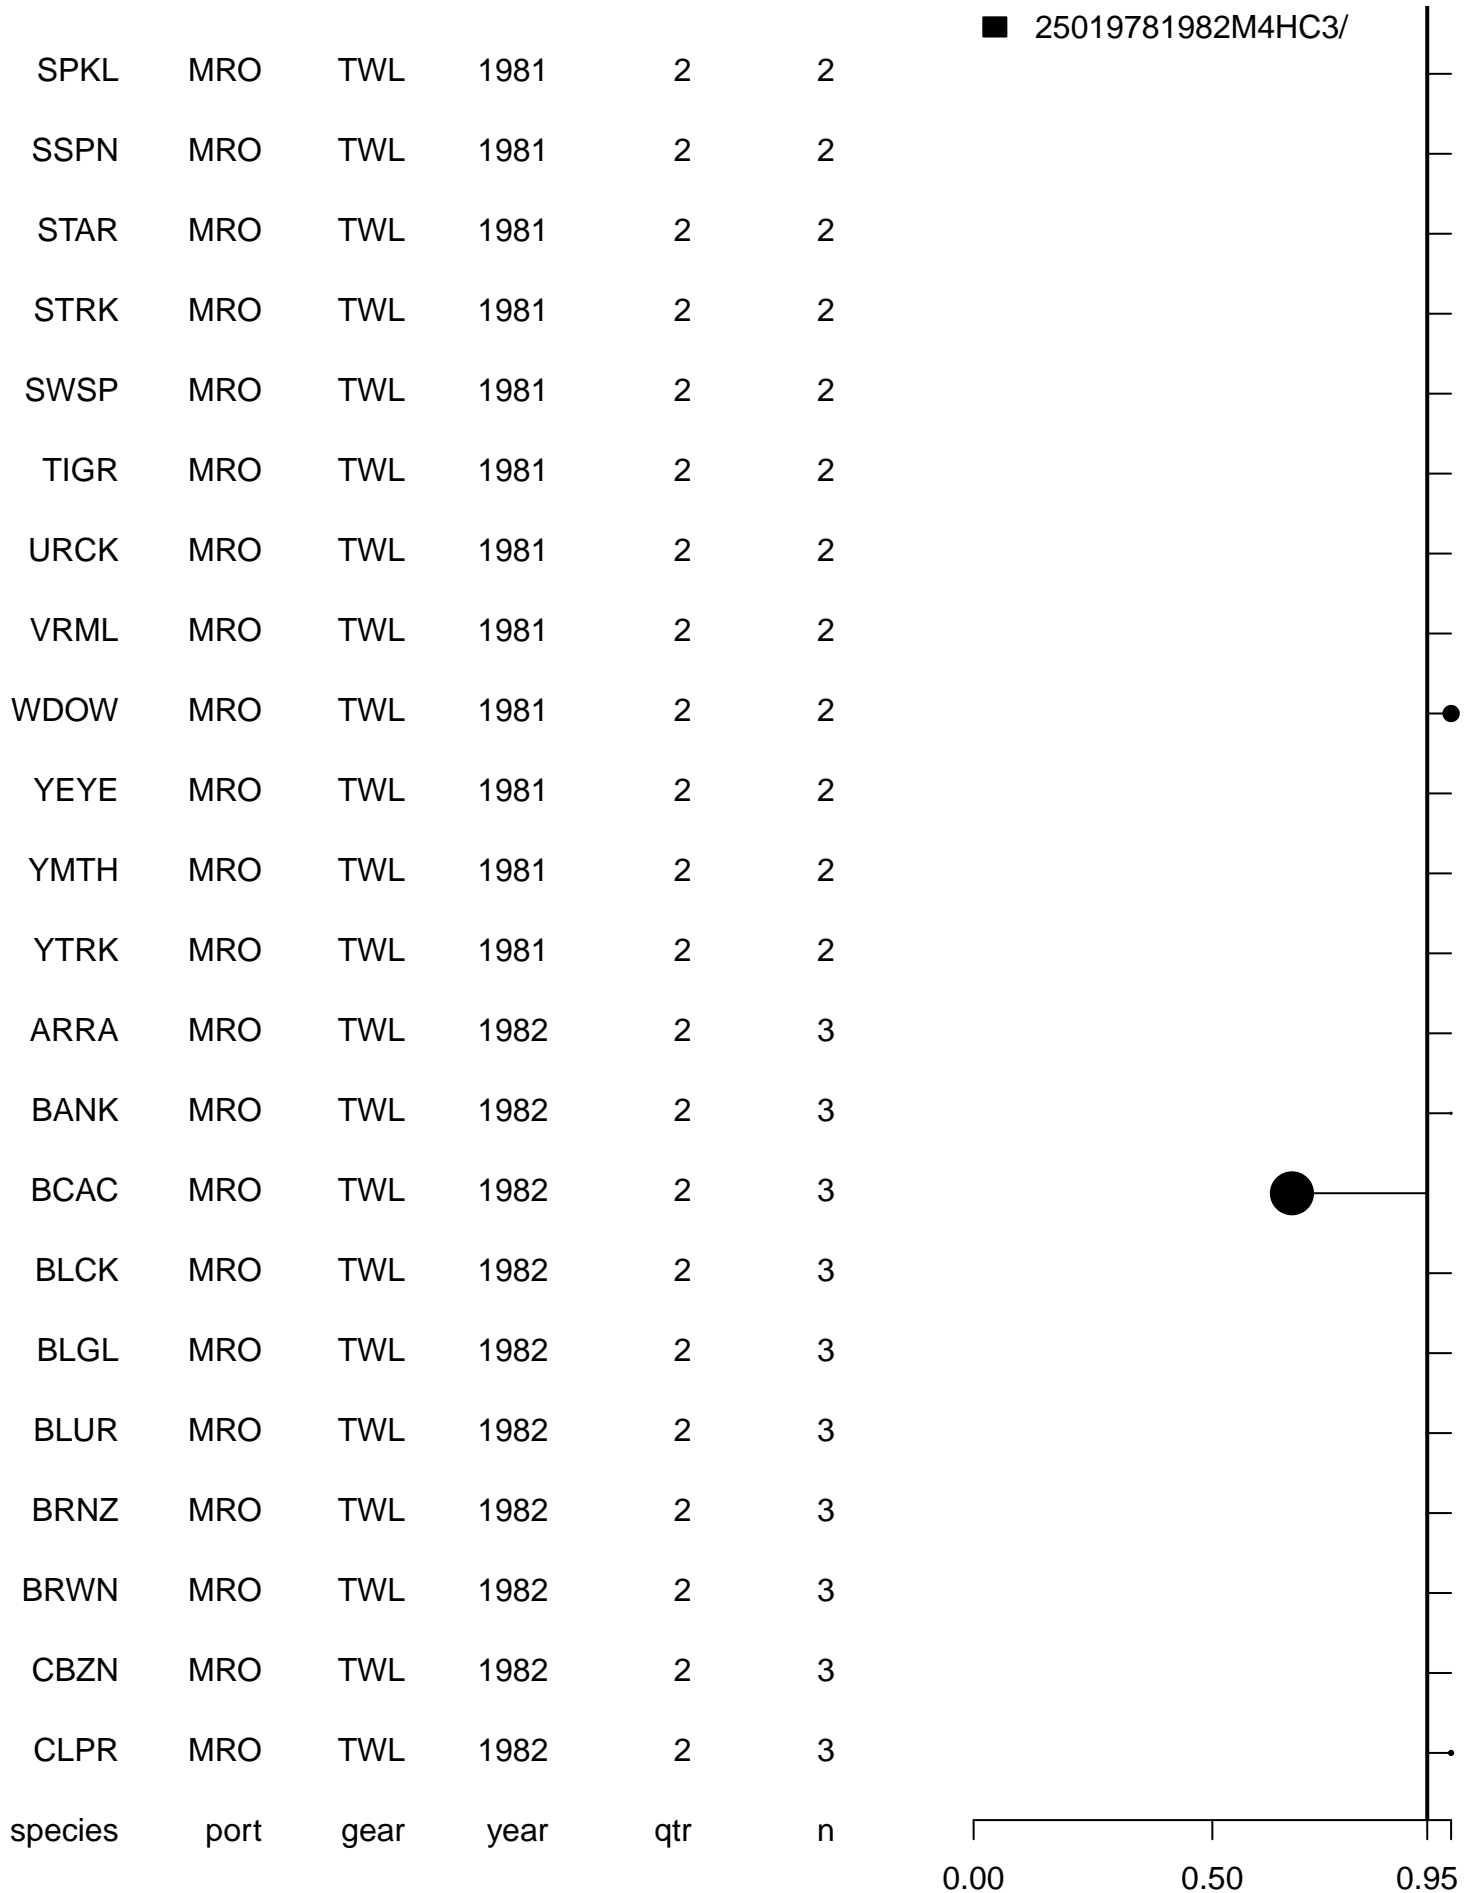 25019781982M4HC3/
SPKL MRO TWL 1981 2 2
SSPN MRO TWL 1981 2 2
STAR MRO TWL 1981 2 2
STRK MRO TWL 1981 2 2
SWSP MRO TWL 1981 2 2
TIGR MRO TWL 1981 2 2
URCK MRO TWL 1981 2 2
VRML MRO TWL 1981 2 2
WDOW MRO TWL 1981 2 2
YEYE MRO TWL 1981 2 2
YMTH MRO TWL 1981 2 2
YTRK MRO TWL 1981 2 2
ARRA MRO TWL 1982 2 3
BANK MRO TWL 1982 2 3
BCAC MRO TWL 1982 2 3
BLCK MRO TWL 1982 2 3
BLGL MRO TWL 1982 2 3
BLUR MRO TWL 1982 2 3
BRNZ MRO TWL 1982 2 3
BRWN MRO TWL 1982 2 3
CBZN MRO TWL 1982 2 3
CLPR MRO TWL 1982 2 3
species port gear year qtr n
0.00 0.50 0.95